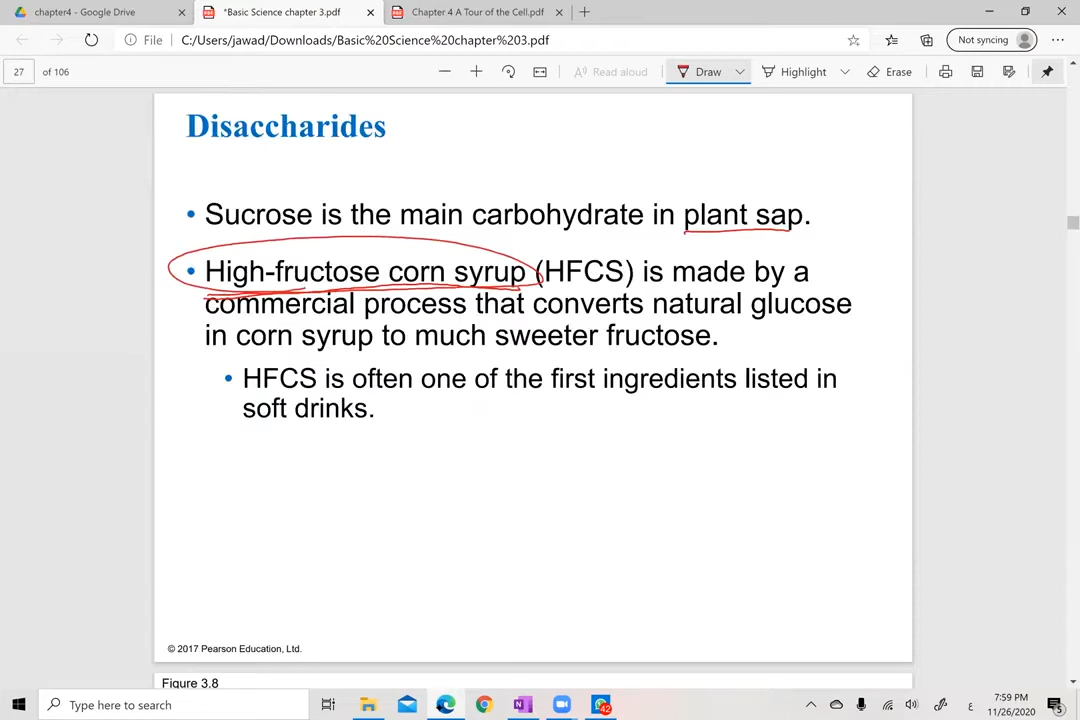 chapter4 - Google Drive
*Basic Science chapter 3.pdf
Chapter 4 A Tour of the Cell.pdf
File
C:/Users/jawad/Downloads/Basic%20Science%20chapter%203.pdf
Not syncing
27 of 106
Read aloud
Draw
Highlight
Erase
Disaccharides
• Sucrose is the main carbohydrate in plant sap.
• High-fructose corn syrup (HFCS) is made by a
commercial process that converts natural glucose
in corn syrup to much sweeter fructose.
• HFCS is often one of the first ingredients listed in
soft drinks.
© 2017 Pearson Education, Ltd.
Figure 3.8
Type here to search
42
ع
7:59 PM
11/26/2020
5